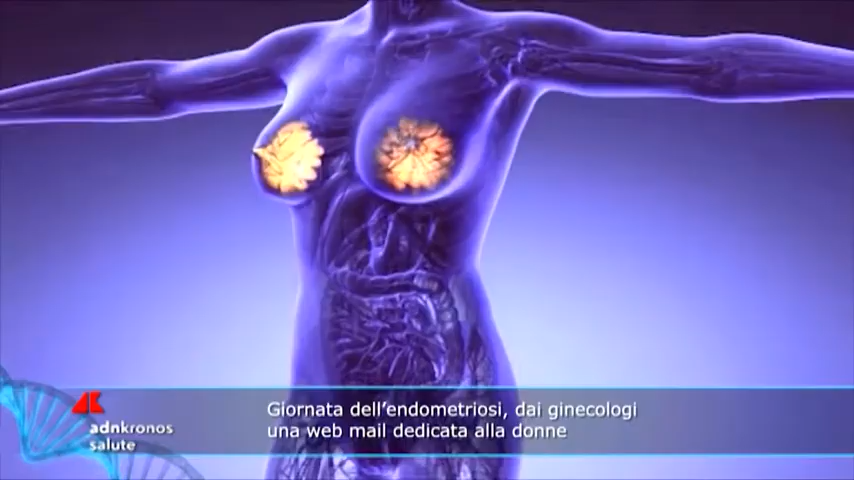 Giornata dell'endometriosi, dai ginecologi
una web mail dedicata alla donne
adnkronos
salute